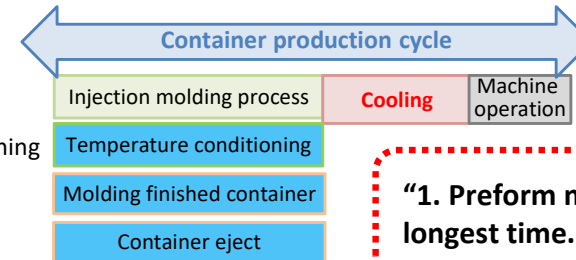 Container production cycle
Injection molding process
Cooling
Machine
operation
Temperature conditioning
Molding finished container
“1. Preform
longest time.
Container eject